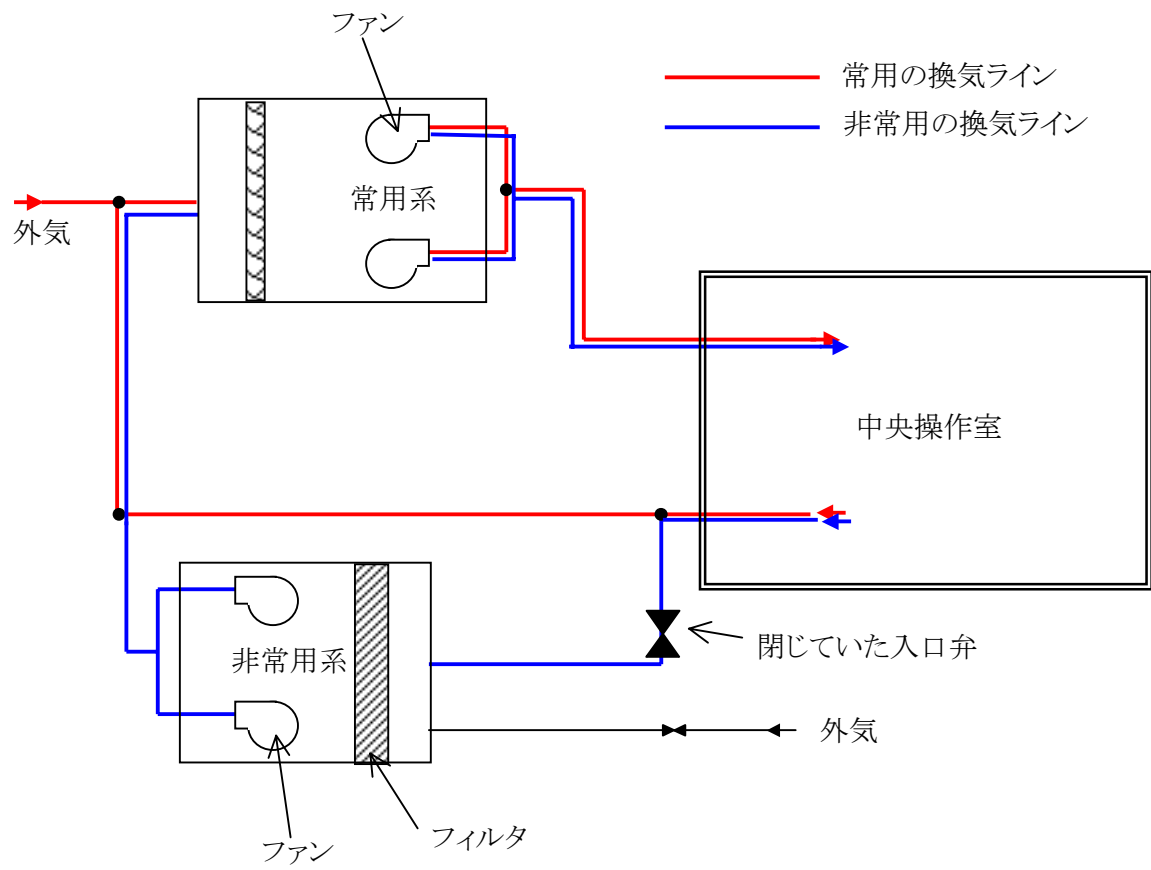 ファン
常用の換気ライン
非常用の換気ライン
常用系
外気
中央操作室
閉じていた入口弁
非常用系
外気
フィルタ
ファン